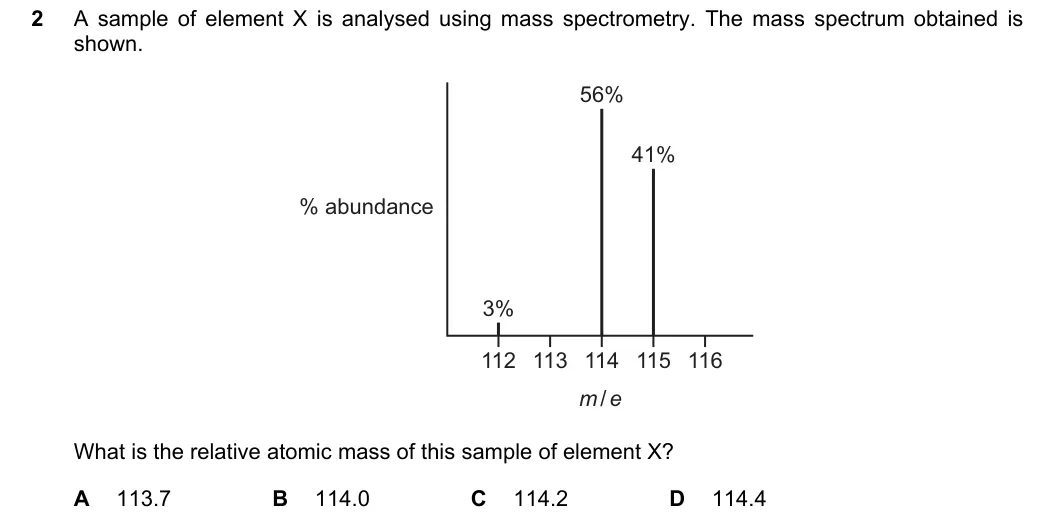 2 A sample of element X is analysed using mass spectrometry. The mass spectrum obtained is
shown.
56%
41%
% abundance
3%
112 113 114 115 116
m / e
What is the relative atomic mass of this sample of element X?
A 113.7 B 114.0 C 114.2 D 114.4